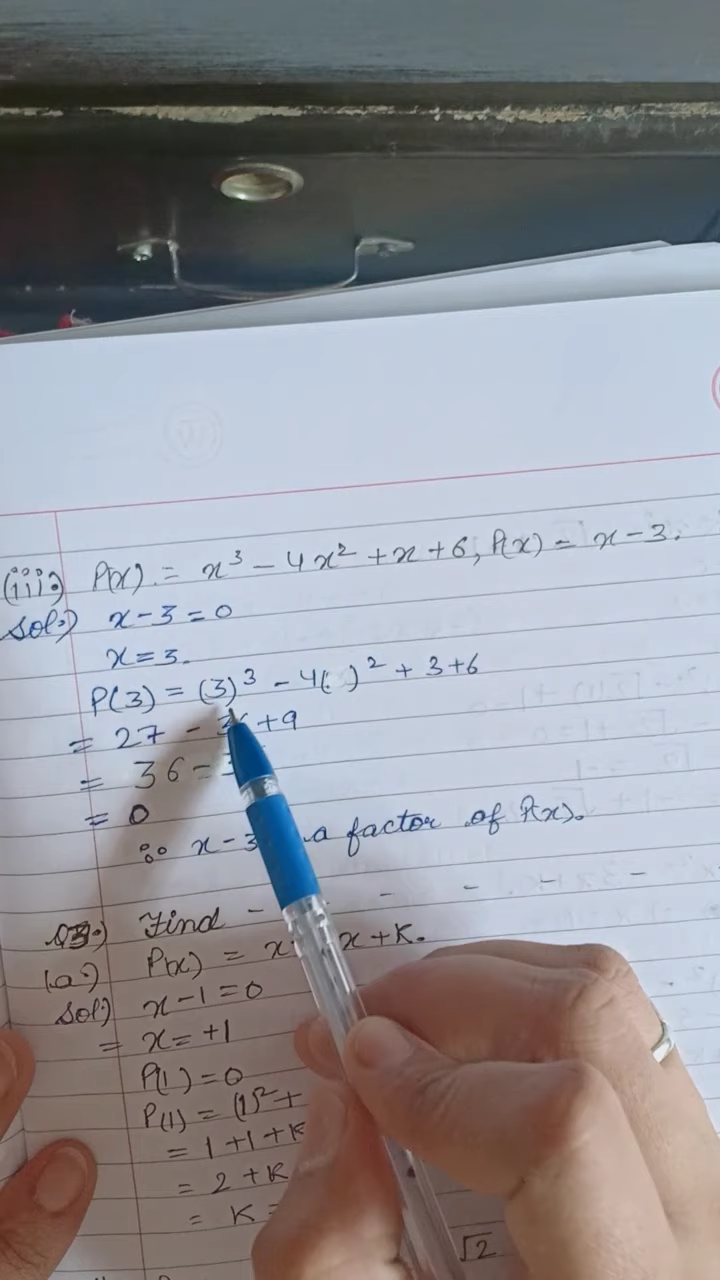 (iii) P(x) = x³ - 4x² + x + 6, P(x) = x - 3.
Sol:) x - 3 = 0
x = 3.
P(3) = (3)³ - 4( )² + 3 + 6
= 27 - + 9
= 36 -
= 0
∴ x - 3 a factor of P(x).
Q3:) Find - - - - -
(a:) P(x) = x x + K.
Sol:) x - 1 = 0
= x = +1
P(1) = 0
P(1) = (1)² +
= 1 + 1 + K
= 2 + K
= K =
√2